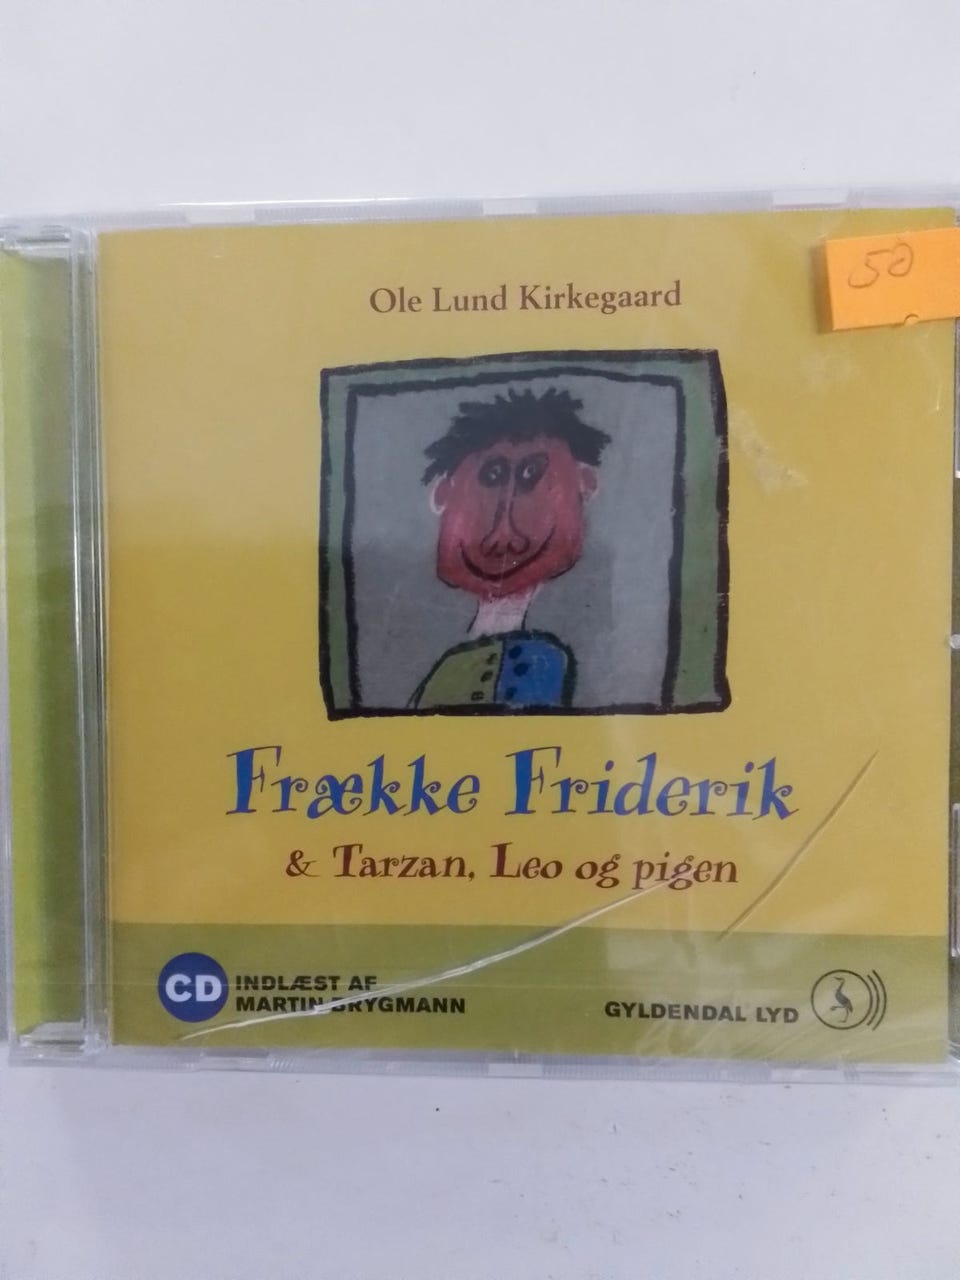 50
Ole Lund Kirkegaard
Frække Friderik
& Tarzan, Leo og pigen
CD
INDLÆST AF
MARTIN BRYGMANN
GYLDENDAL LYD